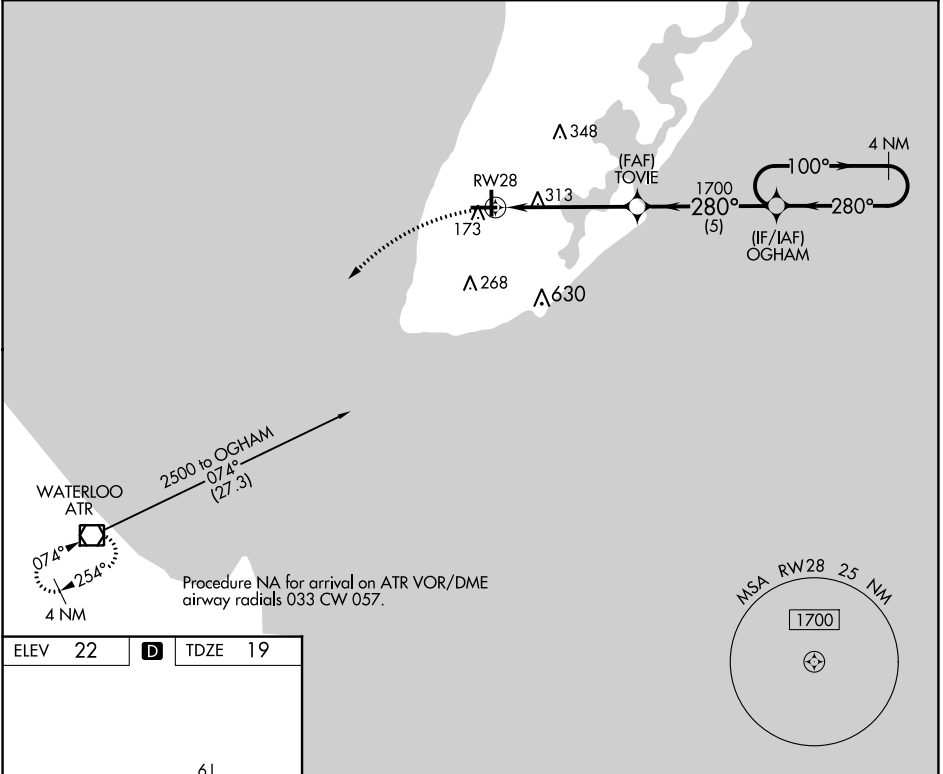 348
4 NM
(FAF)
TOVIE
100°
RW28
313
1700
280°
280°
(5)
173
(IF/IAF)
OGHAM
268
630
2500 to OGHAM
074°
(27.3)
WATERLOO
ATR
074°
254°
4 NM
Procedure NA for arrival on ATR VOR/DME
airway radials 033 CW 057.
MSA RW28 25 NM
1700
ELEV 22 D TDZE 19
61